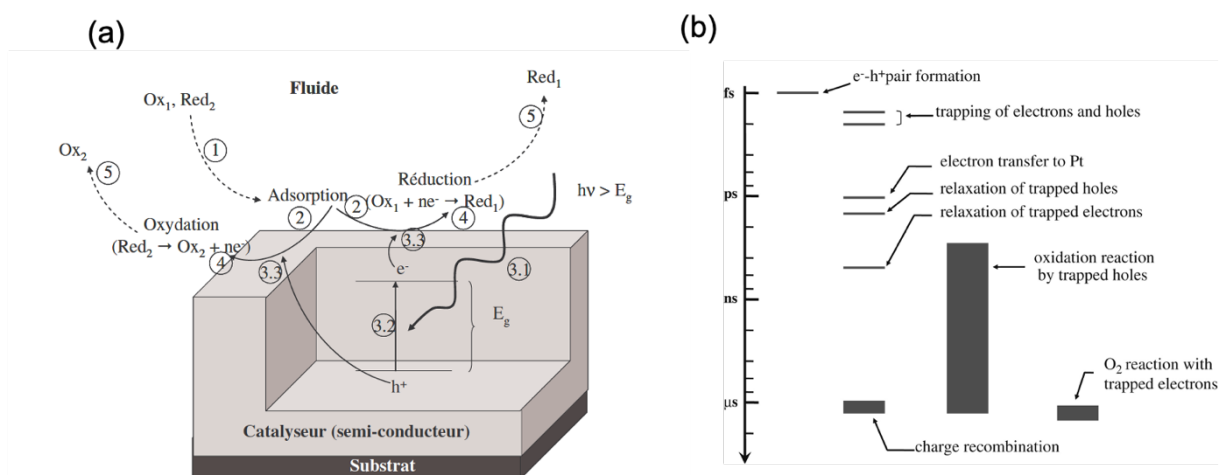 (a)
Fluide
Ox₁, Red₂
Red₁
Ox₂
5
1
5
Adsorption
Réduction
(Ox₁ + ne⁻ → Red₁)
hν > E_g
2
2
4
Oxydation
(Red₂ → Ox₂ + ne⁻)
4
3.3
3.3
3.1
e⁻
3.2
E_g
h⁺
Catalyseur (semi-conducteur)
Substrat
(b)
e⁻-h⁺pair formation
fs
trapping of electrons and holes
electron transfer to Pt
ps
relaxation of trapped holes
relaxation of trapped electrons
oxidation reaction
by trapped holes
ns
O₂ reaction with
trapped electrons
μs
charge recombination